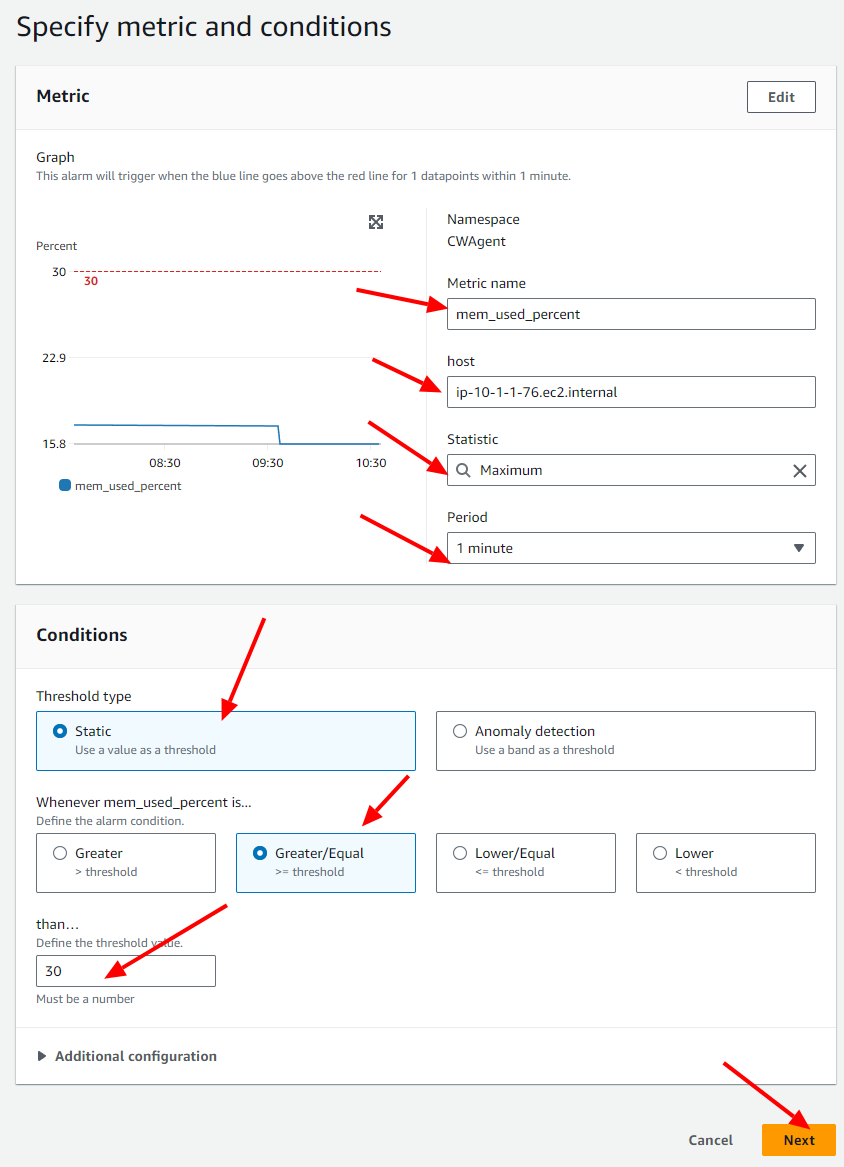 Specify metric and conditions
Metric
Edit
Graph
This alarm will trigger when the blue line goes above the red line for 1 datapoints within 1 minute.
Percent
30
30
22.9
15.8
08:30
09:30
10:30
mem_used_percent
Namespace
CWAgent
Metric name
mem_used_percent
host
ip-10-1-1-76.ec2.internal
Statistic
Maximum
Period
1 minute
Conditions
Threshold type
Static
Use a value as a threshold
Anomaly detection
Use a band as a threshold
Whenever mem_used_percent is...
Define the alarm condition.
Greater
> threshold
Greater/Equal
>= threshold
Lower/Equal
<= threshold
Lower
< threshold
than...
Define the threshold value.
30
Must be a number
Additional configuration
Cancel
Next